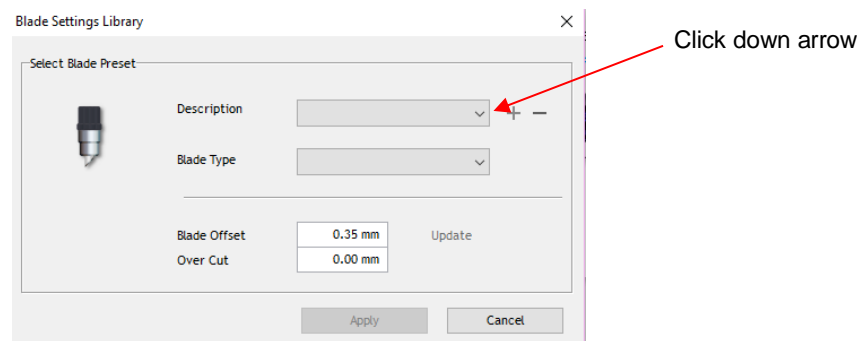 Blade Settings Library
Click down arrow
Select Blade Preset
Description
Blade Type
Blade Offset 0.35 mm Update
Over Cut 0.00 mm
Apply Cancel